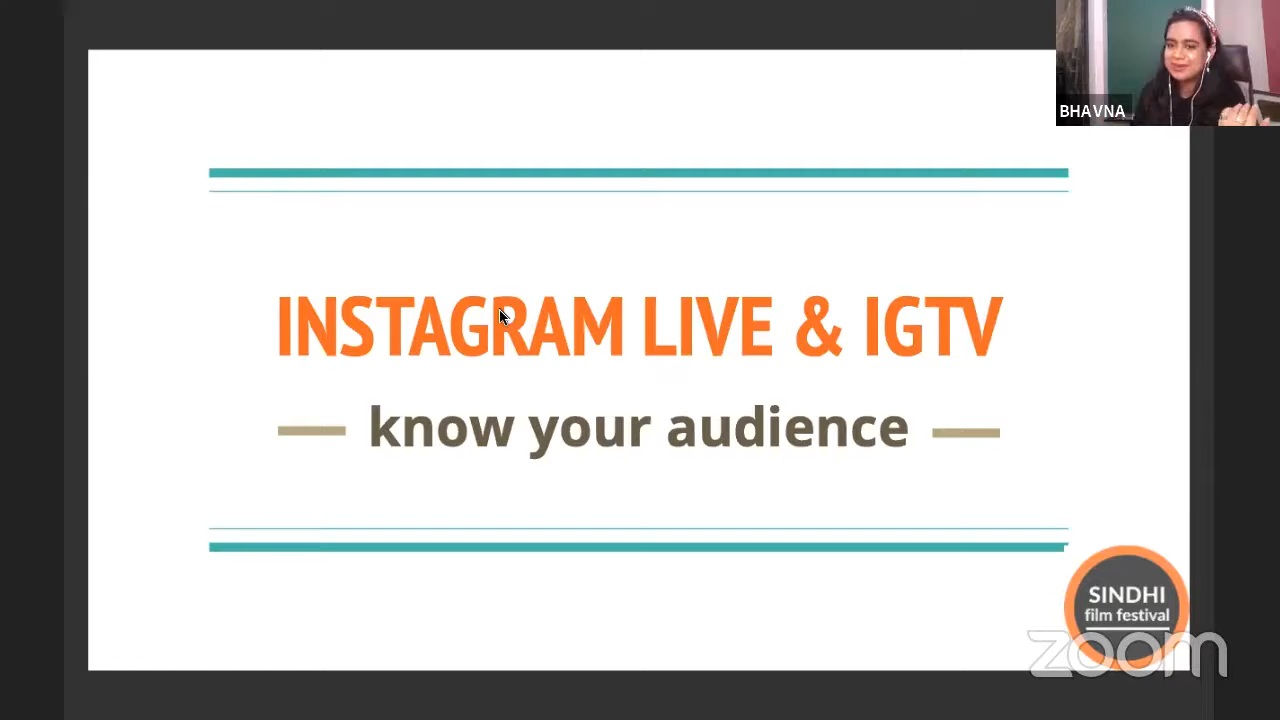 BHAVNA
INSTAGRAM LIVE & IGTV
know your audience
SINDHI
film festival
zoom